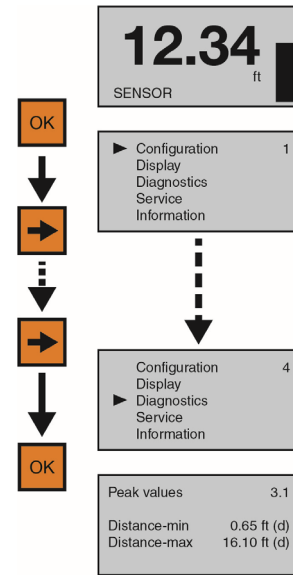 12.34
ft
SENSOR
OK
Configuration 1
Display
Diagnostics
Service
Information
Configuration 4
Display
Diagnostics
Service
Information
OK
Peak values 3.1
Distance-min 0.65 ft (d)
Distance-max 16.10 ft (d)